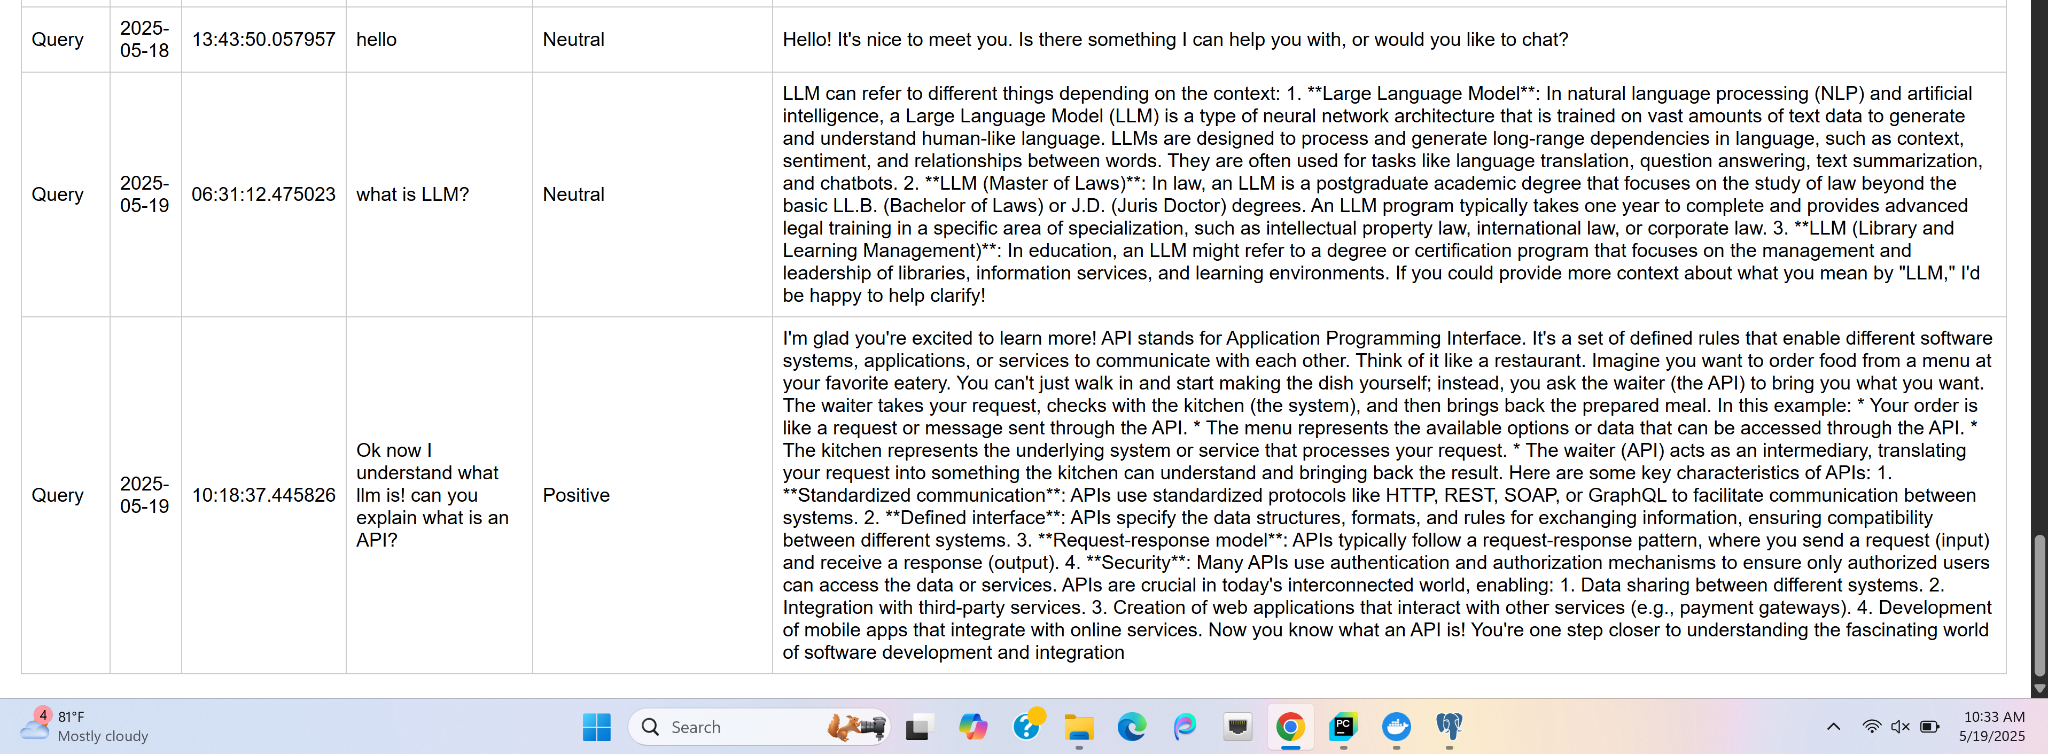 Query
2025-
05-18
13:43:50.057957
hello
Neutral
Hello! It's nice to meet you. Is there something I can help you with, or would you like to chat?
Query
2025-
05-19
06:31:12.475023
what is LLM?
Neutral
LLM can refer to different things depending on the context: 1. **Large Language Model**: In natural language processing (NLP) and artificial
intelligence, a Large Language Model (LLM) is a type of neural network architecture that is trained on vast amounts of text data to generate
and understand human-like language. LLMs are designed to process and generate long-range dependencies in language, such as context,
sentiment, and relationships between words. They are often used for tasks like language translation, question answering, text summarization,
and chatbots. 2. **LLM (Master of Laws)**: In law, an LLM is a postgraduate academic degree that focuses on the study of law beyond the
basic LL.B. (Bachelor of Laws) or J.D. (Juris Doctor) degrees. An LLM program typically takes one year to complete and provides advanced
legal training in a specific area of specialization, such as intellectual property law, international law, or corporate law. 3. **LLM (Library and
Learning Management)**: In education, an LLM might refer to a degree or certification program that focuses on the management and
leadership of libraries, information services, and learning environments. If you could provide more context about what you mean by "LLM," I'd
be happy to help clarify!
Query
2025-
05-19
10:18:37.445826
Ok now I
understand what
llm is! can you
explain what is an
API?
Positive
I'm glad you're excited to learn more! API stands for Application Programming Interface. It's a set of defined rules that enable different software
systems, applications, or services to communicate with each other. Think of it like a restaurant. Imagine you want to order food from a menu at
your favorite eatery. You can't just walk in and start making the dish yourself; instead, you ask the waiter (the API) to bring you what you want.
The waiter takes your request, checks with the kitchen (the system), and then brings back the prepared meal. In this example: * Your order is
like a request or message sent through the API. * The menu represents the available options or data that can be accessed through the API. *
The kitchen represents the underlying system or service that processes your request. * The waiter (API) acts as an intermediary, translating
your request into something the kitchen can understand and bringing back the result. Here are some key characteristics of APIs: 1.
**Standardized communication**: APIs use standardized protocols like HTTP, REST, SOAP, or GraphQL to facilitate communication between
systems. 2. **Defined interface**: APIs specify the data structures, formats, and rules for exchanging information, ensuring compatibility
between different systems. 3. **Request-response model**: APIs typically follow a request-response pattern, where you send a request (input)
and receive a response (output). 4. **Security**: Many APIs use authentication and authorization mechanisms to ensure only authorized users
can access the data or services. APIs are crucial in today's interconnected world, enabling: 1. Data sharing between different systems. 2.
Integration with third-party services. 3. Creation of web applications that interact with other services (e.g., payment gateways). 4. Development
of mobile apps that integrate with online services. Now you know what an API is! You're one step closer to understanding the fascinating world
of software development and integration
4
81°F
Mostly cloudy
Search
PC
10:33 AM
5/19/2025